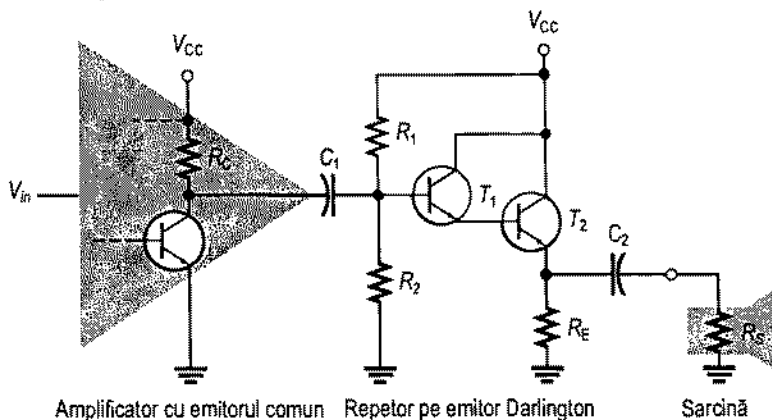 V_CC
V_CC
R_C
C_1
R_1
V_in
T_1
T_2
C_2
R_2
R_E
R_S
Amplificator cu emitorul comun
Repetor pe emitor Darlington
Sarcină